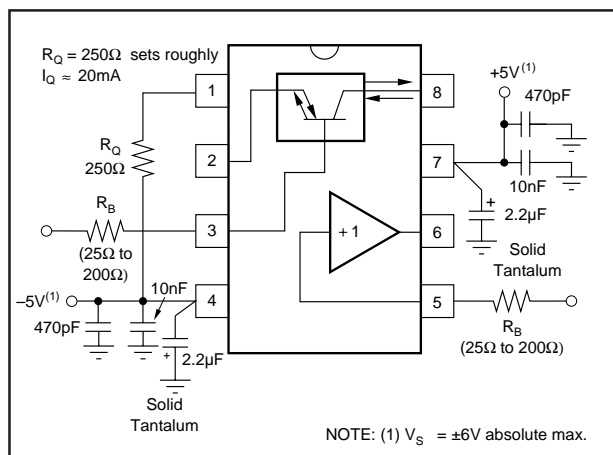 R_Q = 250Ω sets roughly
I_Q ≈ 20mA
1
8
+5V(1)
470pF
R_Q
250Ω
2
7
10nF
R_B
(25Ω to
200Ω)
3
+1
6
+
2.2µF
Solid
Tantalum
–5V(1)
10nF
4
5
470pF
+
2.2µF
R_B
(25Ω to 200Ω)
Solid
Tantalum
NOTE: (1) V_S = ±6V absolute max.